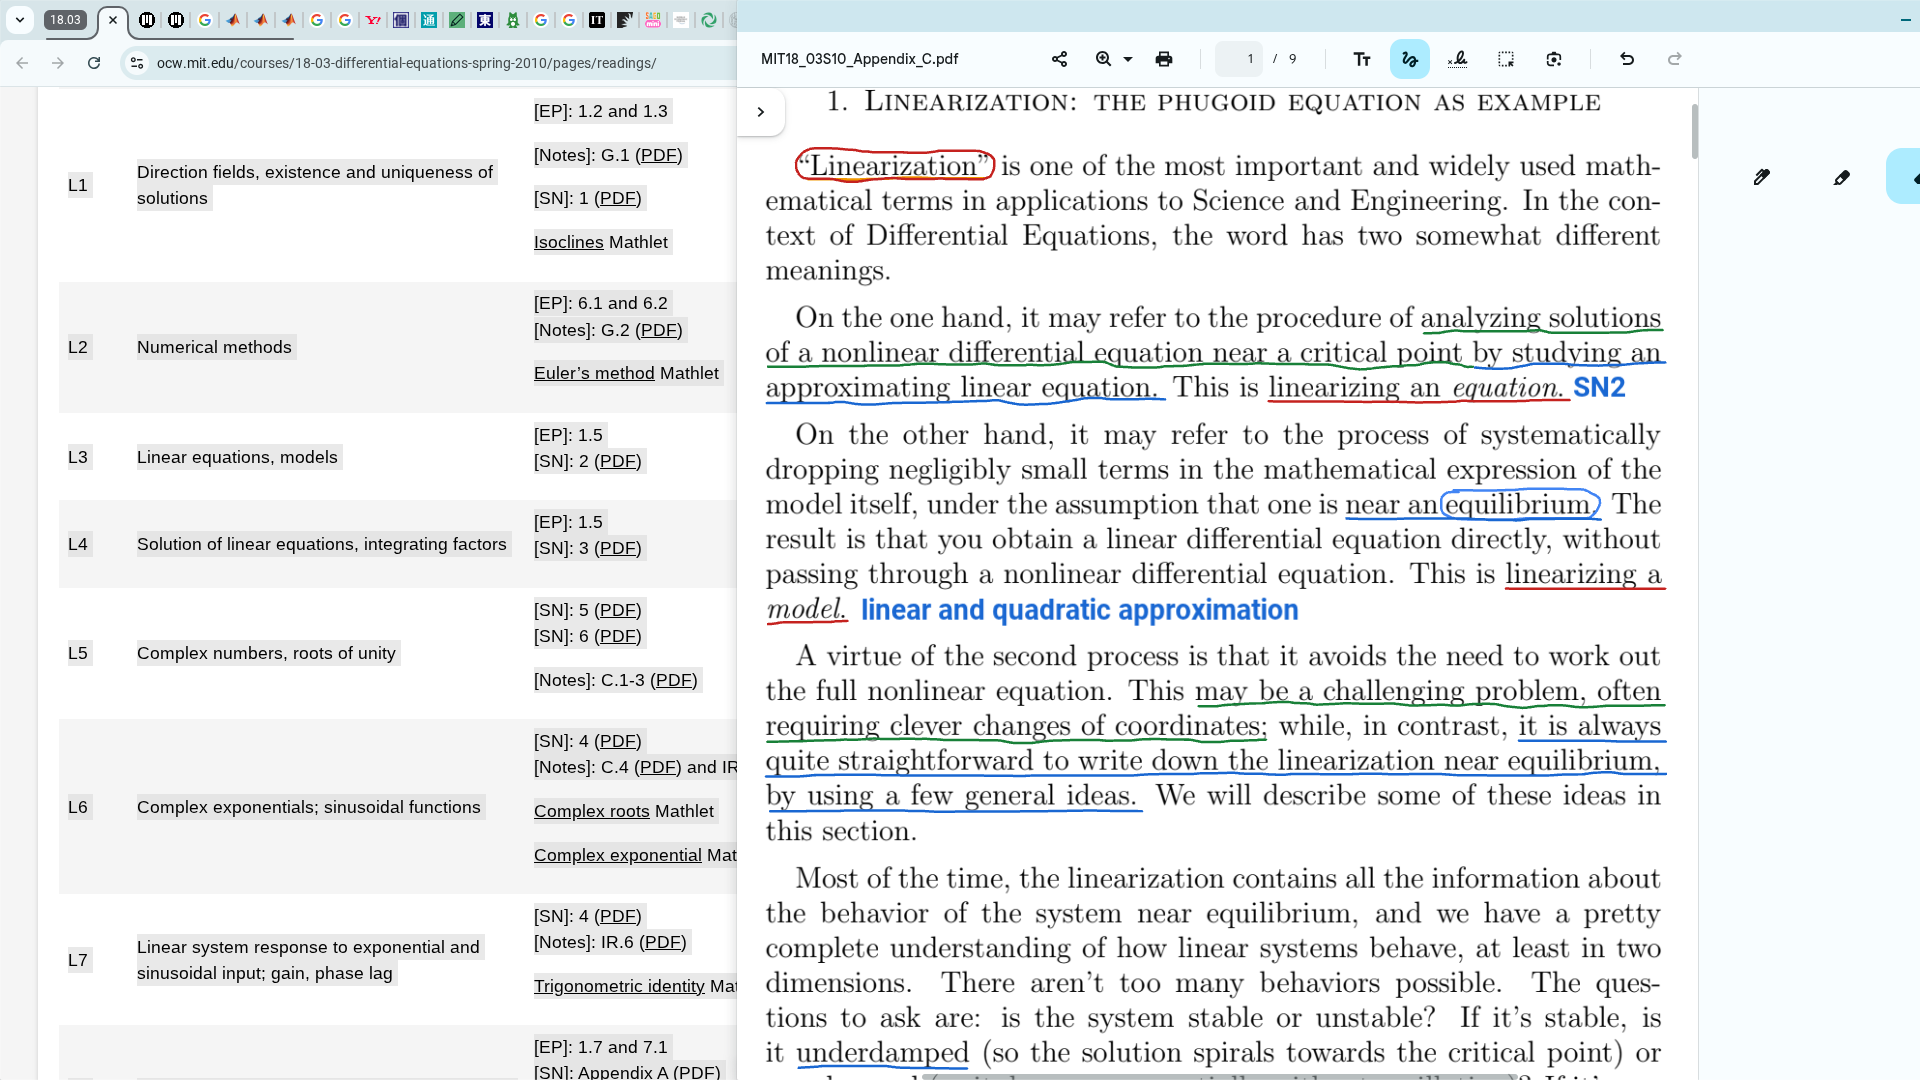 18.03
ocw.mit.edu/courses/18-03-differential-equations-spring-2010/pages/readings/
[EP]: 1.2 and 1.3
[Notes]: G.1 (PDF)
L1
Direction fields, existence and uniqueness of
solutions
[SN]: 1 (PDF)
Isoclines Mathlet
L2
Numerical methods
[EP]: 6.1 and 6.2
[Notes]: G.2 (PDF)
Euler’s method Mathlet
L3
Linear equations, models
[EP]: 1.5
[SN]: 2 (PDF)
L4
Solution of linear equations, integrating factors
[EP]: 1.5
[SN]: 3 (PDF)
L5
Complex numbers, roots of unity
[SN]: 5 (PDF)
[SN]: 6 (PDF)
[Notes]: C.1-3 (PDF)
L6
Complex exponentials; sinusoidal functions
[SN]: 4 (PDF)
[Notes]: C.4 (PDF) and IR
Complex roots Mathlet
Complex exponential Mat
L7
Linear system response to exponential and
sinusoidal input; gain, phase lag
[SN]: 4 (PDF)
[Notes]: IR.6 (PDF)
Trigonometric identity Mat
[EP]: 1.7 and 7.1
[SN]: Appendix A (PDF)
MIT18_03S10_Appendix_C.pdf
1 / 9
1. Linearization: the phugoid equation as example
“Linearization” is one of the most important and widely used math-
ematical terms in applications to Science and Engineering. In the con-
text of Differential Equations, the word has two somewhat different
meanings.
On the one hand, it may refer to the procedure of analyzing solutions
of a nonlinear differential equation near a critical point by studying an
approximating linear equation. This is linearizing an equation. SN2
On the other hand, it may refer to the process of systematically
dropping negligibly small terms in the mathematical expression of the
model itself, under the assumption that one is near an equilibrium. The
result is that you obtain a linear differential equation directly, without
passing through a nonlinear differential equation. This is linearizing a
model. linear and quadratic approximation
A virtue of the second process is that it avoids the need to work out
the full nonlinear equation. This may be a challenging problem, often
requiring clever changes of coordinates; while, in contrast, it is always
quite straightforward to write down the linearization near equilibrium,
by using a few general ideas. We will describe some of these ideas in
this section.
Most of the time, the linearization contains all the information about
the behavior of the system near equilibrium, and we have a pretty
complete understanding of how linear systems behave, at least in two
dimensions. There aren’t too many behaviors possible. The ques-
tions to ask are: is the system stable or unstable? If it’s stable, is
it underdamped (so the solution spirals towards the critical point) or